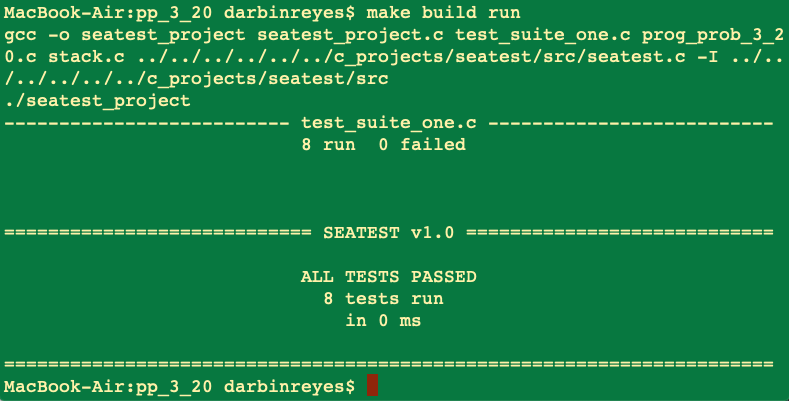 MacBook-Air:pp_3_20 darbinreyes$ make build run
gcc -o seatest_project seatest_project.c test_suite_one.c prog_prob_3_2
0.c stack.c ../../../../../../c_projects/seatest/src/seatest.c -I ../..
/../../../../c_projects/seatest/src
./seatest_project
-------------------------- test_suite_one.c --------------------------
8 run  0 failed
============================ SEATEST v1.0 ============================
ALL TESTS PASSED
8 tests run
in 0 ms
======================================================================
MacBook-Air:pp_3_20 darbinreyes$